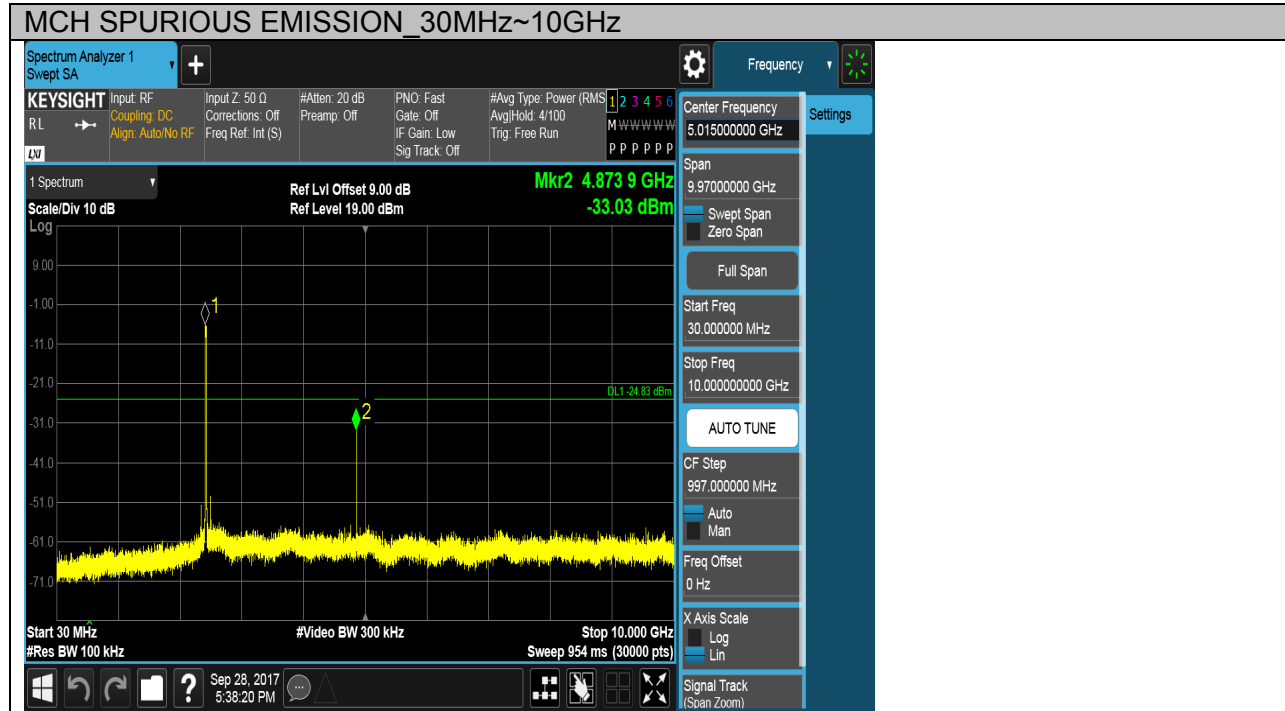 MCH SPURIOUS EMISSION_30MHz~10GHz
Spectrum Analyzer 1
Swept SA
Frequency
KEYSIGHT
RL
LXI
Input: RF
Coupling: DC
Align: Auto/No RF
Input Z: 50 Ω
Corrections: Off
Freq Ref: Int (S)
#Atten: 20 dB
Preamp: Off
PNO: Fast
Gate: Off
IF Gain: Low
Sig Track: Off
#Avg Type: Power (RMS
Avg|Hold: 4/100
Trig: Free Run
1 2 3 4 5 6
M W W W W W
P P P P P P
1 Spectrum
Scale/Div 10 dB
Ref Lvl Offset 9.00 dB
Ref Level 19.00 dBm
Mkr2 4.873 9 GHz
-33.03 dBm
Log
9.00
-1.00
-11.0
-21.0
-31.0
-41.0
-51.0
-61.0
-71.0
1
DL1 -24.83 dBm
2
Start 30 MHz
#Res BW 100 kHz
#Video BW 300 kHz
Stop 10.000 GHz
Sweep 954 ms (30000 pts)
?
Sep 28, 2017
5:38:20 PM
Center Frequency
5.015000000 GHz
Span
9.97000000 GHz
Swept Span
Zero Span
Full Span
Start Freq
30.000000 MHz
Stop Freq
10.000000000 GHz
AUTO TUNE
CF Step
997.000000 MHz
Auto
Man
Freq Offset
0 Hz
X Axis Scale
Log
Lin
Signal Track
(Span Zoom)
Settings